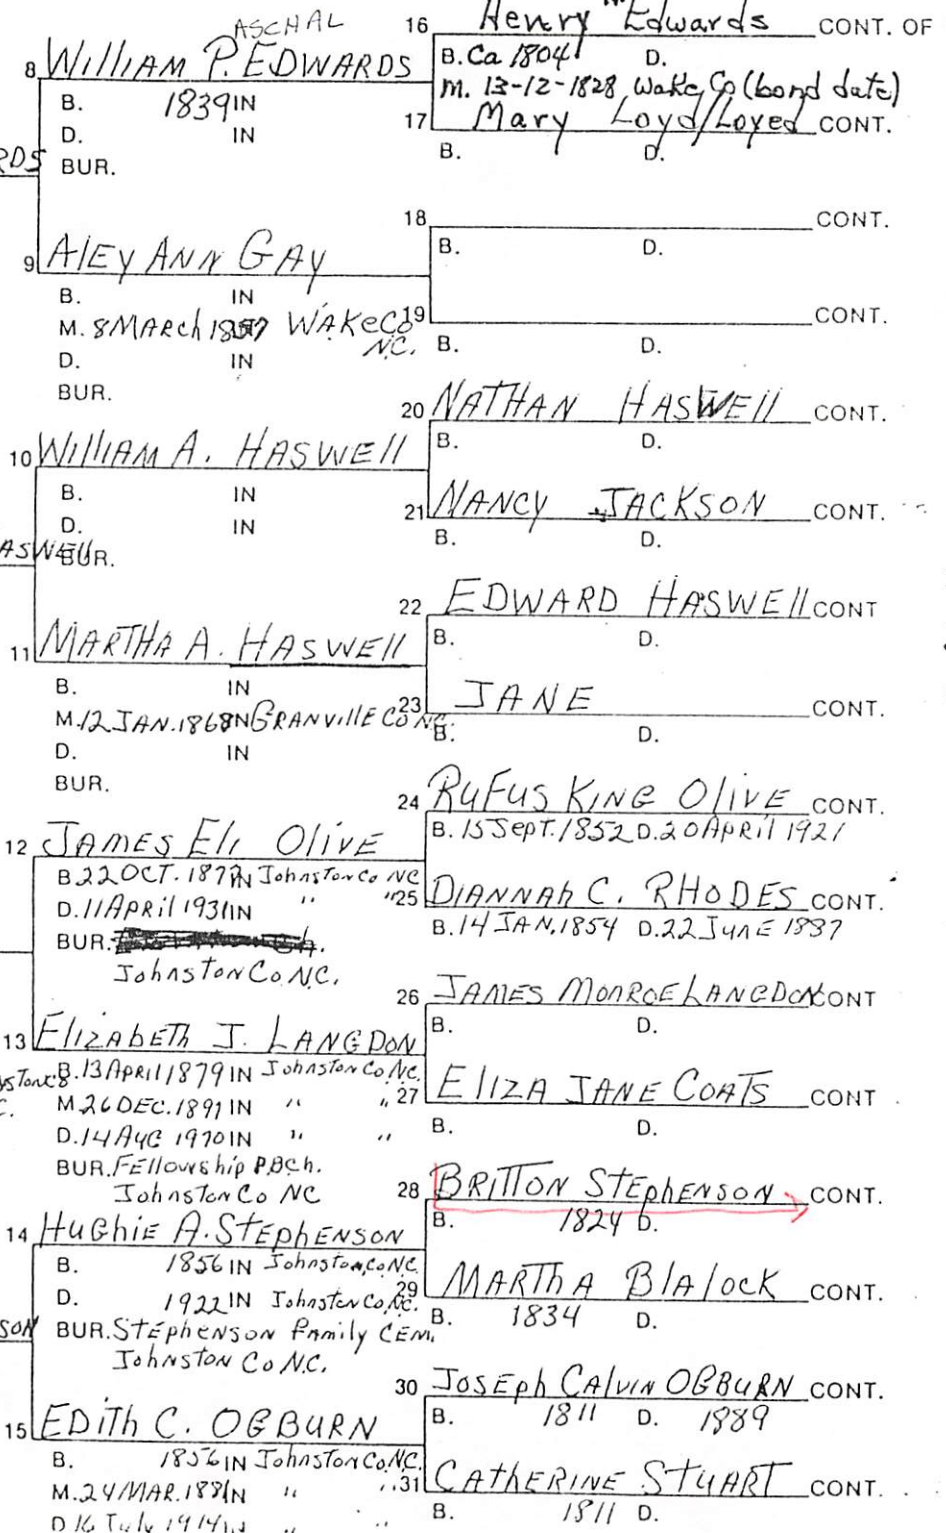 ASCHAL
8 WILLIAM P. EDWARDS
B. 1839 IN
D. IN
BUR.
RDS
9 AlEY ANN GAY
B. IN
M. 8 MARCH WAKE CO
N.C.
D. IN
BUR.
10 WIlliAM A. HASWEll
B. IN
D. IN
BUR.
ASWEll
11 MARTHA A. HASWEll
B. IN
M. 12 JAN. 1868 IN GRANVIllE CO NC.
D. IN
BUR.
12 JAMES ELI OlIVE
B 22 OCT. IN JohnsTon Co NC
D. 11 APRIl 1931 IN " "
BUR.
JohnsTon Co. N.C.
13 ElIZAbETh J. LANGDON
B. 13 APRIl 1879 IN JohnsTon Co. NC.
M 26 DEC. 1891 IN " "
D. 14 AUG 1970 IN " "
BUR. FEllowship P.B.Ch.
JohnsTon Co NC
14 HUGHIE A. STEphENSON
B. 1856 IN JohnsTon Co NC.
D. 1922 IN JohnsTon Co. NC.
BUR. STEphENSON Family CEM.
JohnsTon Co N.C.
SON
15 EDITh C. OGBURN
B. 1856 IN JohnsTon Co. NC.
M. 24 MAR. 1881 IN " "
D 16 July 1914 IN " "
16 Henry Edwards CONT. OF
B. Ca 1804 D.
m. 13-12-1828 Wake Co (bond date)
17 Mary Loyd/Loyed CONT.
B. D.
18 CONT.
B. D.
19 CONT.
B. D.
20 NATHAN HASWEll CONT.
B. D.
21 NANCY JACKSON CONT.
B. D.
22 EDWARD HASWEll CONT
B. D.
23 JANE CONT.
B. D.
24 RUFUS KING OlIVE CONT.
B. 15 Sept. 1852 D. 20 APRIl 1921
25 DIANNAh C. RHODES CONT.
B. 14 JAN. 1854 D. 22 JUNE 1887
26 JAMES MONROE LANGDON CONT
B. D.
27 ELIZA JANE COATS CONT
B. D.
28 BRITTON STEphENSON CONT.
B. 1824 D.
29 MARTHA BlAlOCK CONT.
B. 1834 D.
30 JOSEph CAlVIN OGBURN CONT.
B. 1811 D. 1889
31 CATHERINE STUART CONT.
B. 1811 D.